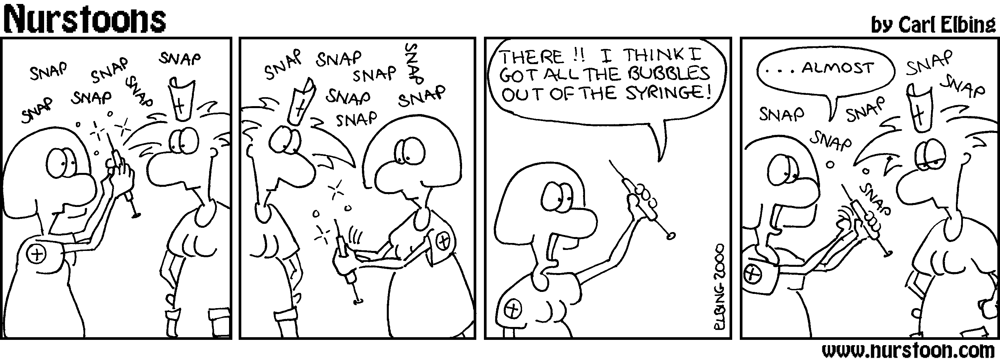 Nurstoons
by Carl Elbing
SNAP
SNAP
SNAP
SNAP
SNAP
SNAP
SNAP
SNAP
SNAP
SNAP
SNAP
SNAP
SNAP
THERE !! I THINK I
GOT ALL THE BUBBLES
OUT OF THE SYRINGE!
ELBING 2000
. . . ALMOST
SNAP
SNAP
SNAP
SNAP
SNAP
SNAP
www.nurstoon.com